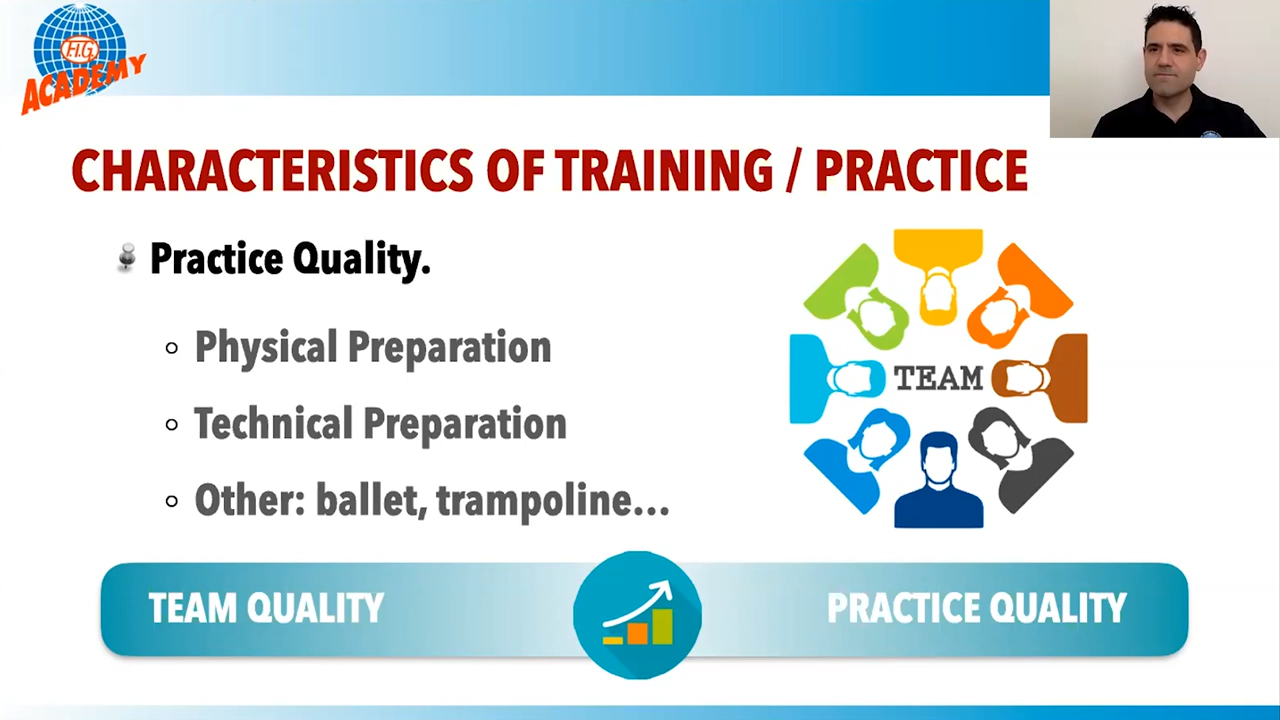 F.I.G.
ACADEMY
CHARACTERISTICS OF TRAINING / PRACTICE
Practice Quality.
Physical Preparation
Technical Preparation
Other: ballet, trampoline...
TEAM
TEAM QUALITY
PRACTICE QUALITY